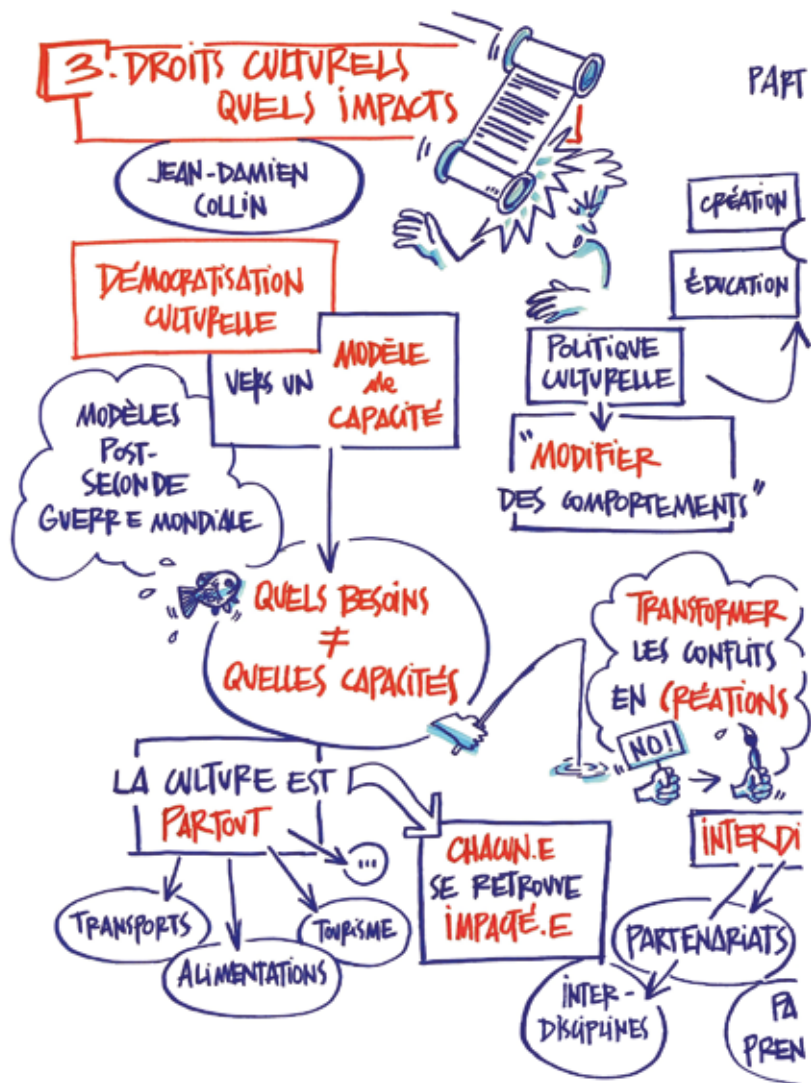 3. DROITS CULTURELS
QUELS IMPACTS
JEAN-DAMIEN
COLLIN
DÉMOCRATISATION
CULTURELLE
VERS UN
MODÈLE
de
CAPACITÉ
MODÈLES
POST-
SECONDE
GUERRE MONDIALE
QUELS BESOINS
≠
QUELLES CAPACITÉS
LA CULTURE EST
PARTOUT
...
TRANSPORTS
ALIMENTATIONS
TOURISME
CHACUN.E
SE RETROUVE
IMPACTÉ.E
PART
CRÉATION
ÉDUCATION
POLITIQUE
CULTURELLE
"MODIFIER
DES COMPORTEMENTS"
TRANSFORMER
LES CONFLITS
EN CRÉATIONS
NO!
INTERDI
PARTENARIATS
INTER-
DISCIPLINES
PA
PREN